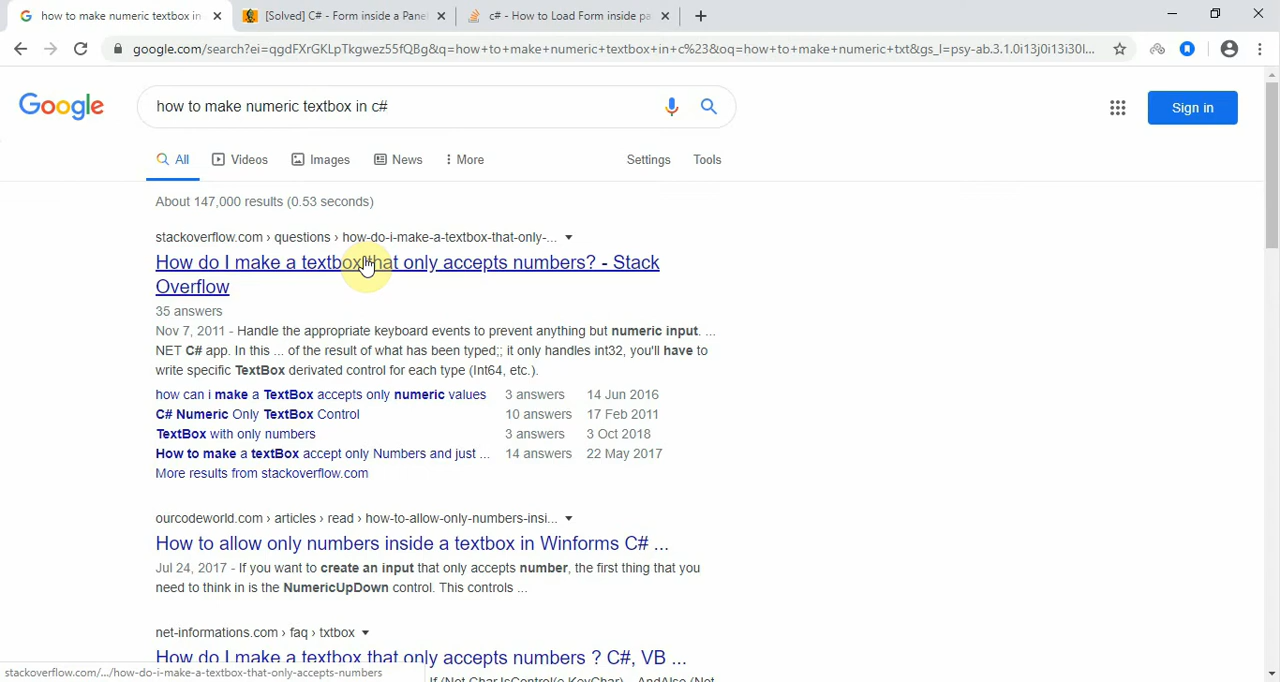 how to make numeric textbox in
[Solved] C# - Form inside a Pane
c# - How to Load Form inside pa
google.com/search?ei=qgdFXrGKLpTkgwez55fQBg&q=how+to+make+numeric+textbox+in+c%23&oq=how+to+make+numeric+txt&gs_l=psy-ab.3.1.0i13j0i13i30l...
Google
how to make numeric textbox in c#
Sign in
All
Videos
Images
News
More
Settings
Tools
About 147,000 results (0.53 seconds)
stackoverflow.com › questions › how-do-i-make-a-textbox-that-only-...
How do I make a textbox that only accepts numbers? - Stack
Overflow
35 answers
Nov 7, 2011 - Handle the appropriate keyboard events to prevent anything but numeric input. ...
NET C# app. In this ... of the result of what has been typed;; it only handles int32, you'll have to
write specific TextBox derivated control for each type (Int64, etc.).
how can i make a TextBox accepts only numeric values 3 answers 14 Jun 2016
C# Numeric Only TextBox Control 10 answers 17 Feb 2011
TextBox with only numbers 3 answers 3 Oct 2018
How to make a textBox accept only Numbers and just ... 14 answers 22 May 2017
More results from stackoverflow.com
ourcodeworld.com › articles › read › how-to-allow-only-numbers-insi...
How to allow only numbers inside a textbox in Winforms C# ...
Jul 24, 2017 - If you want to create an input that only accepts number, the first thing that you
need to think in is the NumericUpDown control. This controls ...
net-informations.com › faq › txtbox
How do I make a textbox that only accepts numbers ? C#, VB ...
stackoverflow.com/.../how-do-i-make-a-textbox-that-only-accepts-numbers
If (Not Char.IsControl(e.KeyChar) AndAlso (Not